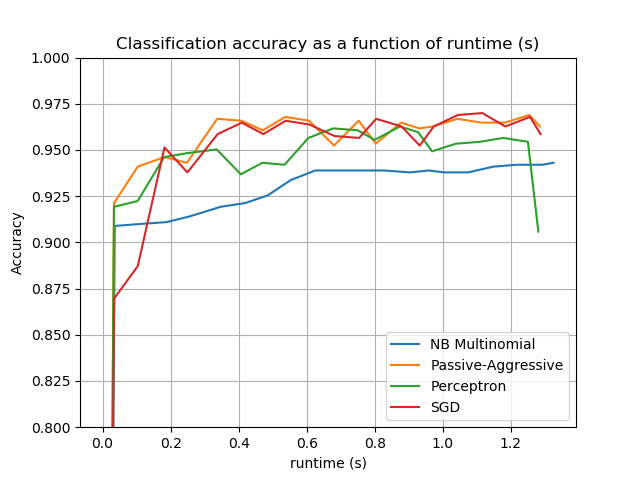 Classification accuracy as a function of runtime (s)
1.000
0.975
0.950
0.925
0.900
0.875
0.850
0.825
0.800
Accuracy
NB Multinomial
Passive-Aggressive
Perceptron
SGD
0.0 0.2 0.4 0.6 0.8 1.0 1.2
runtime (s)